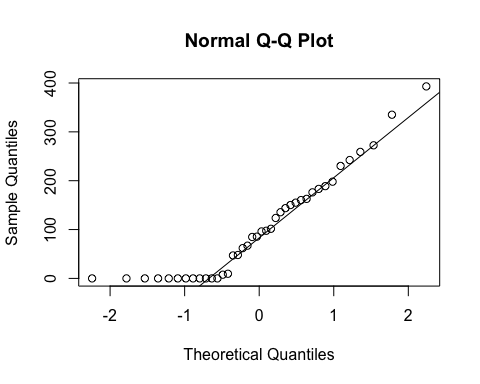 Normal Q-Q Plot
400
300
200
100
0
Sample Quantiles
-2 -1 0 1 2
Theoretical Quantiles